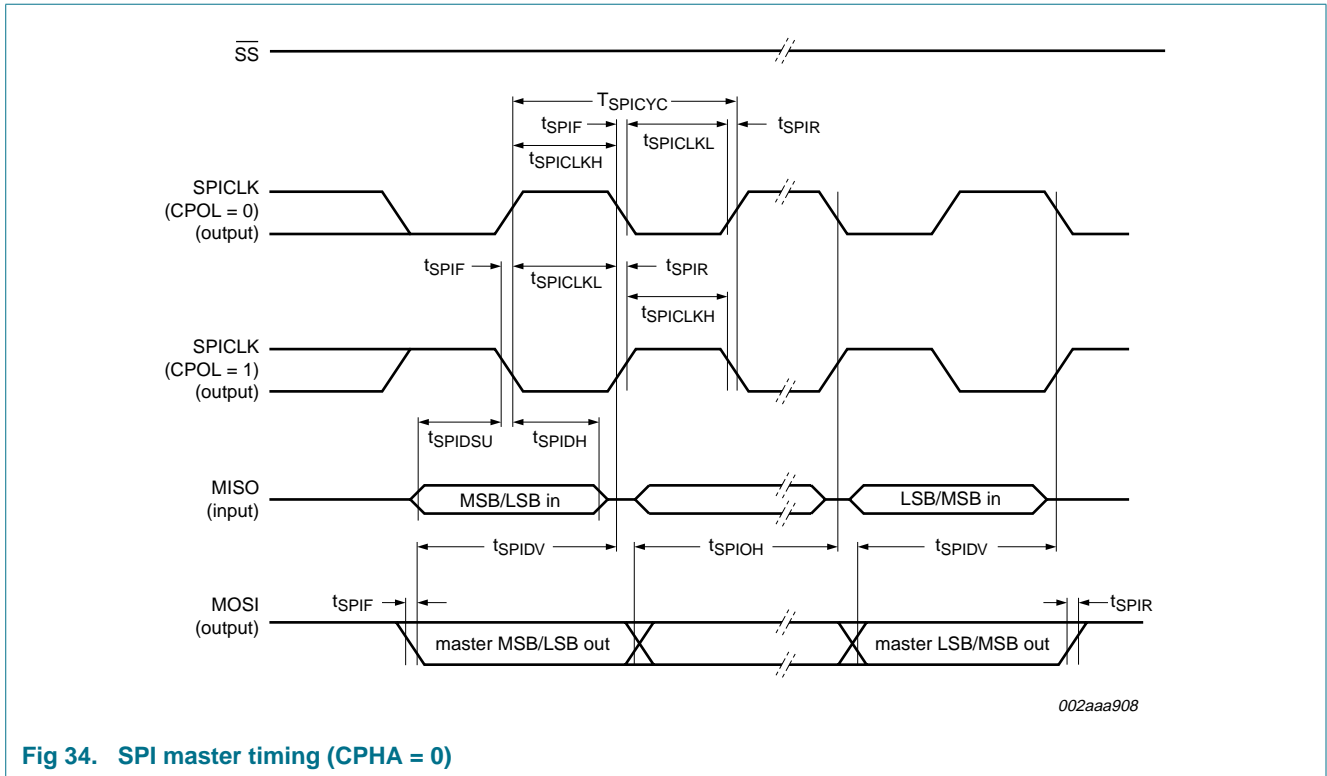 SS
TSPICYC
tSPIF
tSPICLKL
tSPIR
tSPICLKH
SPICLK
(CPOL = 0)
(output)
tSPIF
tSPICLKL
tSPIR
tSPICLKH
SPICLK
(CPOL = 1)
(output)
tSPIDSU
tSPIDH
MISO
(input)
MSB/LSB in
LSB/MSB in
tSPIDV
tSPIOH
tSPIDV
MOSI
(output)
tSPIF
tSPIR
master MSB/LSB out
master LSB/MSB out
002aaa908
Fig 34. SPI master timing (CPHA = 0)